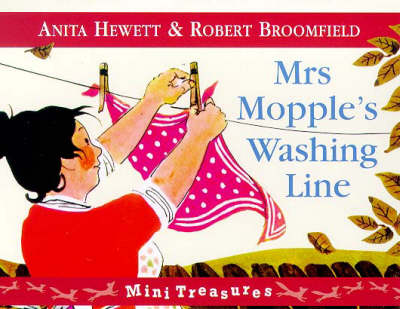 ANITA HEWETT & ROBERT BROOMFIELD
Mrs
Mopple's
Washing
Line
Mini Treasures